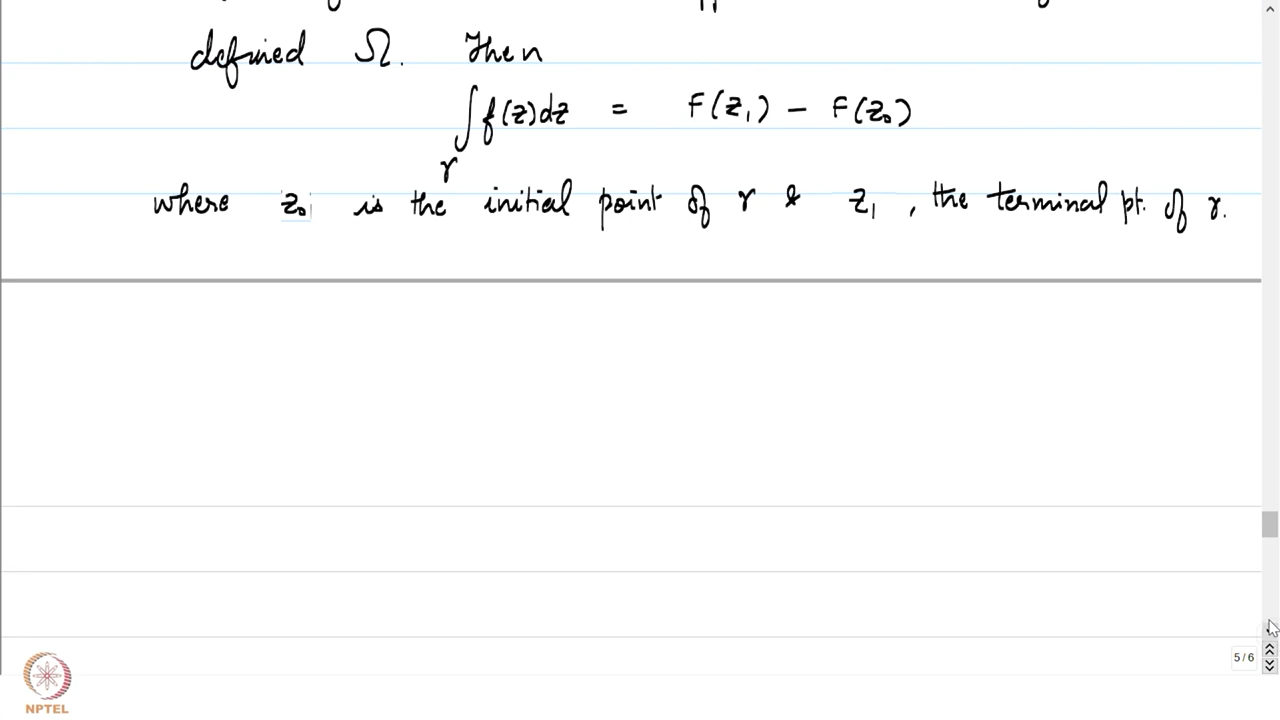 defined Ω. Then
∫f(z)dz = F(z₁) – F(z₀)
γ
where z₀ is the initial point of γ & z₁, the terminal pt. of γ.
5 / 6
NPTEL